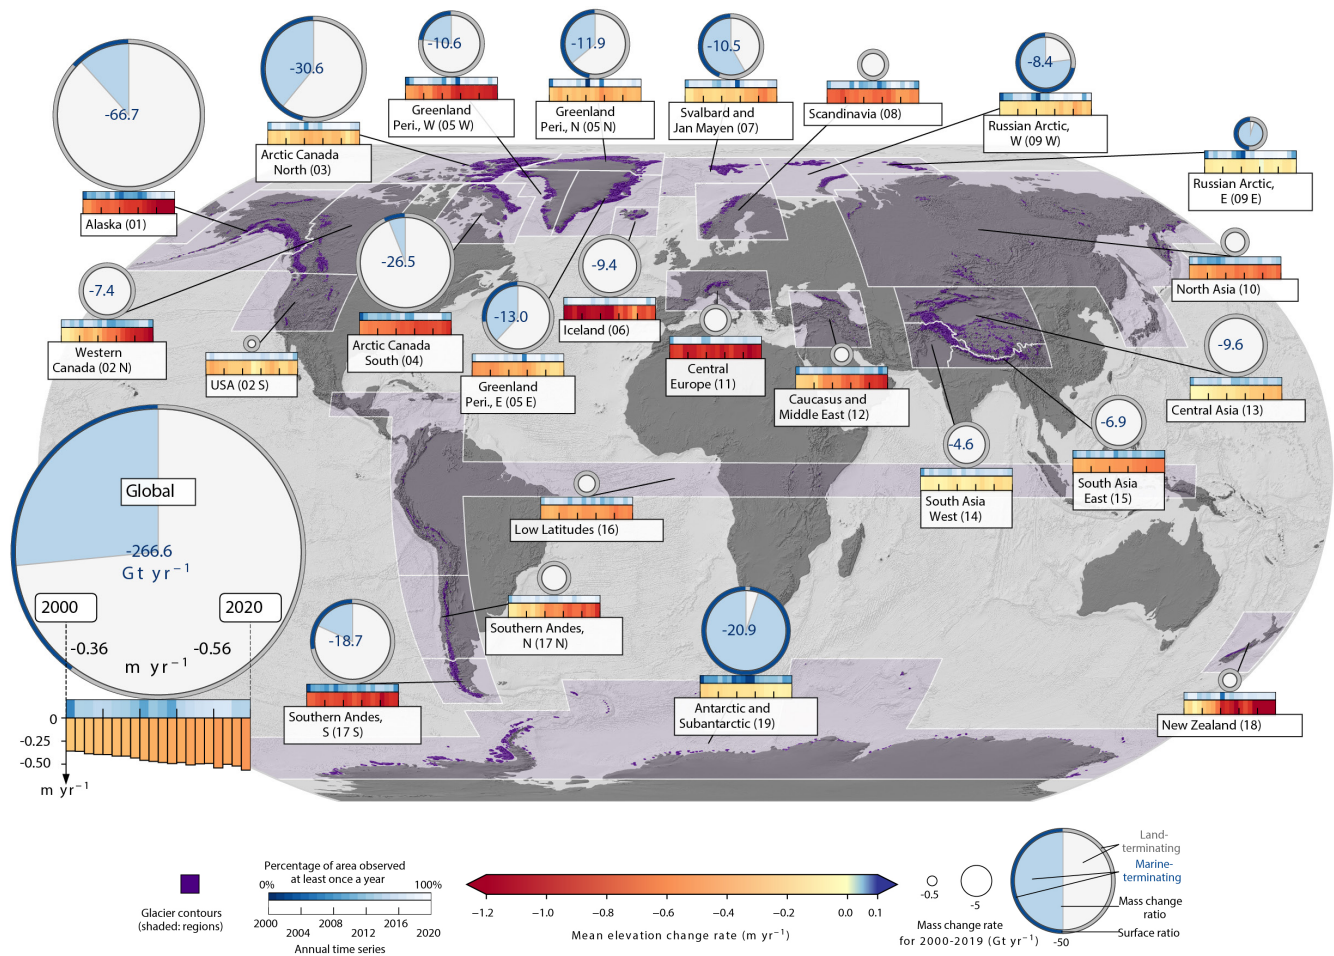 -66.7
Alaska (01)
-30.6
Arctic Canada
North (03)
-10.6
Greenland
Peri., W (05 W)
-11.9
Greenland
Peri., N (05 N)
-10.5
Svalbard and
Jan Mayen (07)
Scandinavia (08)
-8.4
Russian Arctic,
W (09 W)
Russian Arctic,
E (09 E)
-7.4
Western
Canada (02 N)
USA (02 S)
-26.5
Arctic Canada
South (04)
-13.0
Greenland
Peri., E (05 E)
-9.4
Iceland (06)
Central
Europe (11)
Caucasus and
Middle East (12)
North Asia (10)
-9.6
Central Asia (13)
-4.6
South Asia
West (14)
-6.9
South Asia
East (15)
Low Latitudes (16)
Southern Andes,
N (17 N)
-18.7
Southern Andes,
S (17 S)
-20.9
Antarctic and
Subantarctic (19)
New Zealand (18)
Global
-266.6
Gt yr⁻¹
2000
2020
-0.36
-0.56
m yr⁻¹
0
-0.25
-0.50
m yr⁻¹
Glacier contours
(shaded: regions)
Percentage of area observed
at least once a year
0%
100%
2000
2004
2008
2012
2016
2020
Annual time series
−1.2
−1.0
−0.8
−0.6
−0.4
−0.2
0.0
0.1
Mean elevation change rate (m yr⁻¹)
-0.5
-5
-50
Mass change rate
for 2000-2019 (Gt yr⁻¹)
Land-
terminating
Marine-
terminating
Mass change
ratio
Surface ratio